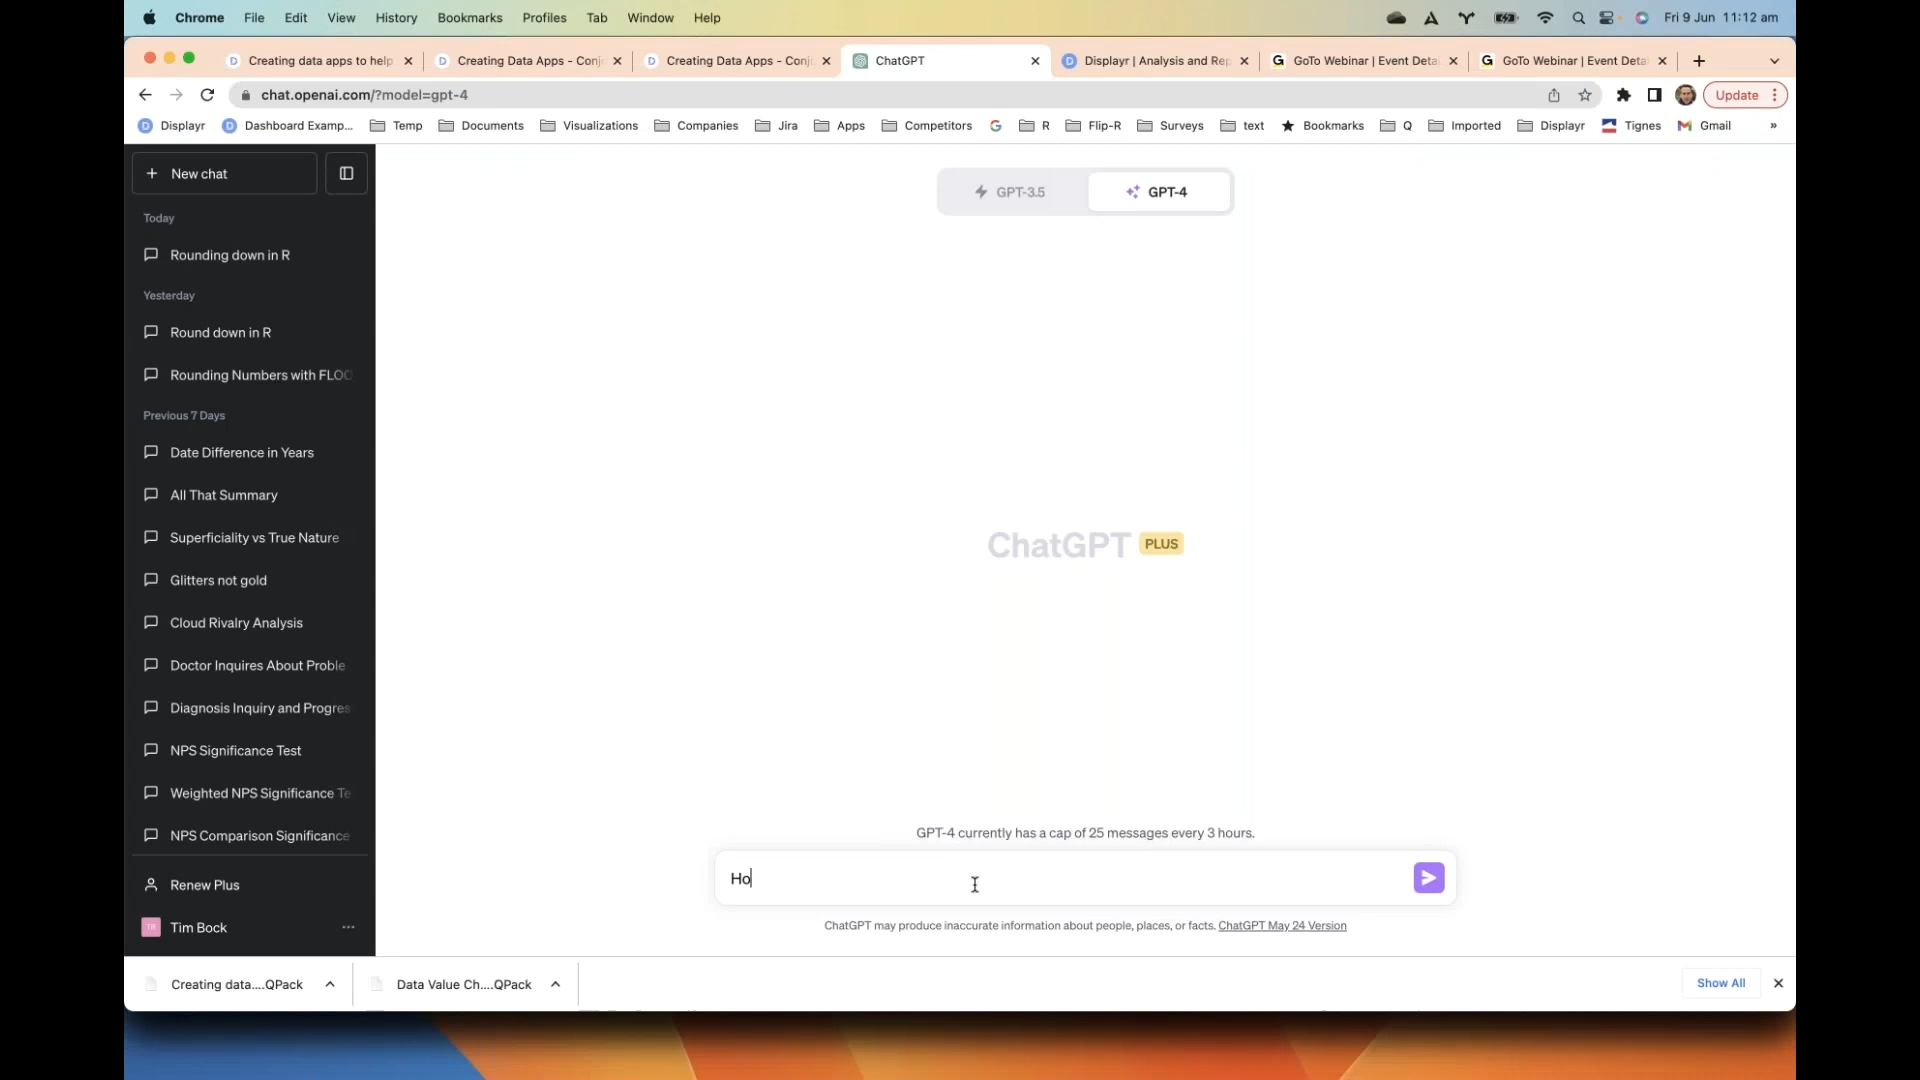 Chrome File Edit View History Bookmarks Profiles Tab Window Help Fri 9 Jun 11:12 am
Creating data apps to help Creating Data Apps - Conj Creating Data Apps - Conj ChatGPT Displayr | Analysis and Rep GoTo Webinar | Event Detai GoTo Webinar | Event Detai
chat.openai.com/?model=gpt-4 Update
Displayr Dashboard Examp... Temp Documents Visualizations Companies Jira Apps Competitors R Flip-R Surveys text Bookmarks Q Imported Displayr Tignes Gmail »
+ New chat
GPT-3.5 GPT-4
Today
Rounding down in R
Yesterday
Round down in R
Rounding Numbers with FLOO
Previous 7 Days
Date Difference in Years
All That Summary
Superficiality vs True Nature
Glitters not gold
Cloud Rivalry Analysis
Doctor Inquires About Proble
Diagnosis Inquiry and Progres
NPS Significance Test
Weighted NPS Significance Te
NPS Comparison Significance
Renew Plus
Tim Bock ...
ChatGPT PLUS
GPT-4 currently has a cap of 25 messages every 3 hours.
Ho
ChatGPT may produce inaccurate information about people, places, or facts. ChatGPT May 24 Version
Creating data....QPack Data Value Ch....QPack Show All